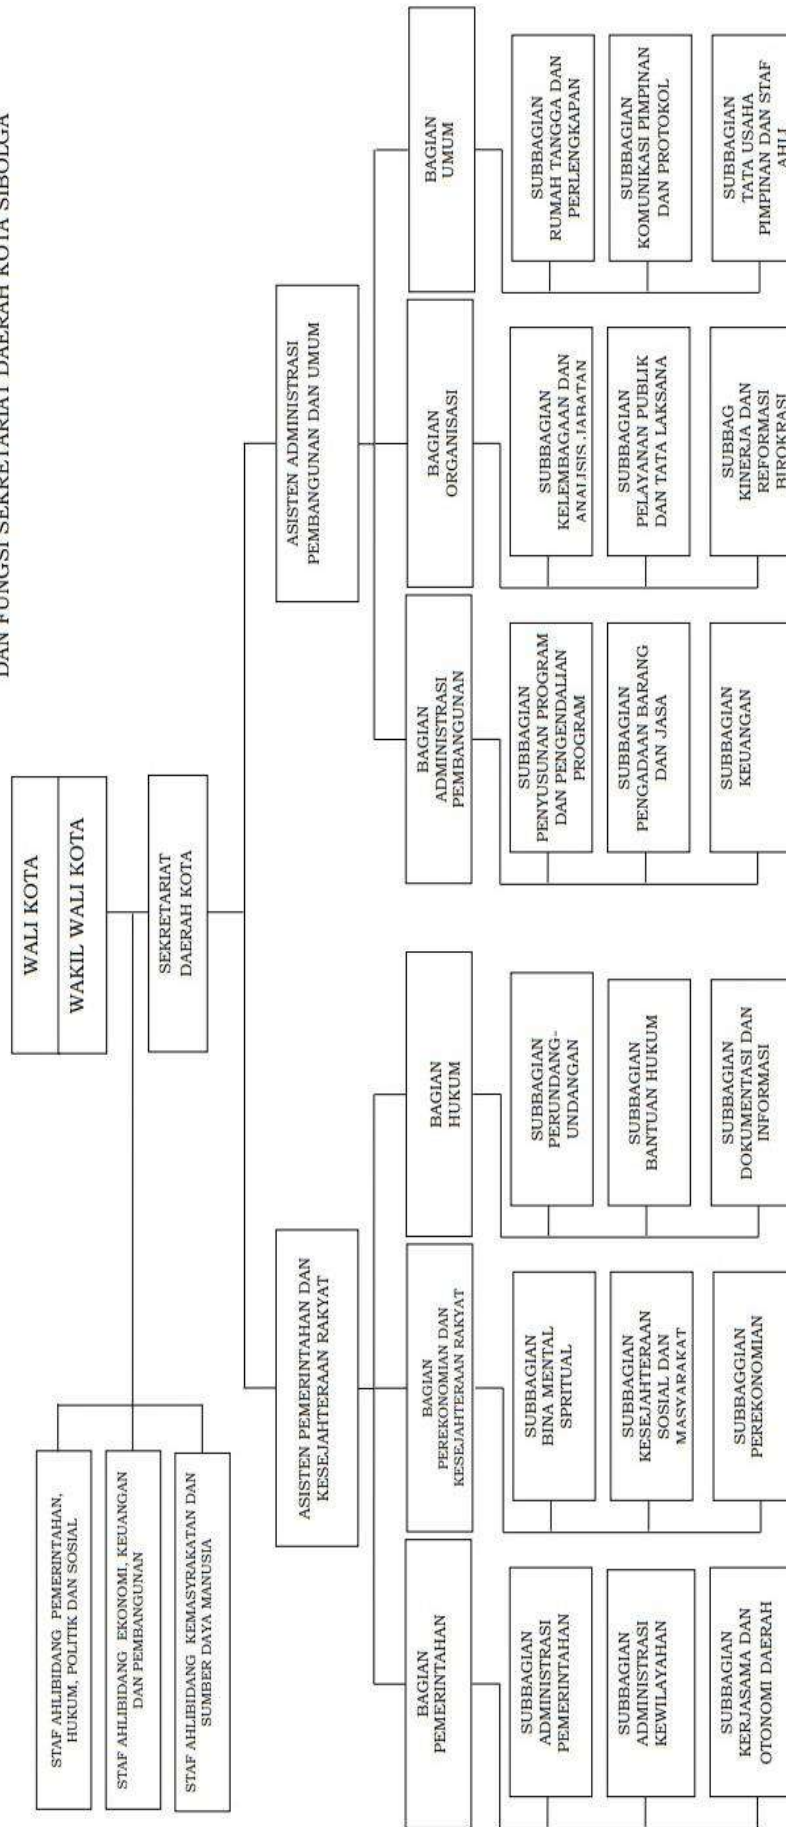 DAN FUNGSI SEKRETARIAT DAERAH KOTA SIBOLGA
WALI KOTA
WAKIL WALI KOTA
STAF AHLIBIDANG PEMERINTAHAN,
HUKUM, POLITIK DAN SOSIAL
STAF AHLIBIDANG EKONOMI, KEUANGAN
DAN PEMBANGUNAN
STAF AHLIBIDANG KEMASYRAKATAN DAN
SUMBER DAYA MANUSIA
SEKRETARIAT
DAERAH KOTA
ASISTEN PEMERINTAHAN DAN
KESEJAHTERAAN RAKYAT
ASISTEN ADMINISTRASI
PEMBANGUNAN DAN UMUM
BAGIAN
PEMERINTAHAN
BAGIAN
PEREKONOMIAN DAN
KESEJAHTERAAN RAKYAT
BAGIAN
HUKUM
BAGIAN
ADMINISTRASI
PEMBANGUNAN
BAGIAN
ORGANISASI
BAGIAN
UMUM
SUBBAGIAN
ADMINISTRASI
PEMERINTAHAN
SUBBAGIAN
BINA MENTAL
SPRITUAL
SUBBAGIAN
PERUNDANG-
UNDANGAN
SUBBAGIAN
PENYUSUNAN PROGRAM
DAN PENGENDALIAN
PROGRAM
SUBBAGIAN
KELEMBAGAAN DAN
ANALISIS JABATAN
SUBBAGIAN
RUMAH TANGGA DAN
PERLENGKAPAN
SUBBAGIAN
ADMINISTRASI
KEWILAYAHAN
SUBBAGIAN
KESEJAHTERAAN
SOSIAL DAN
MASYARAKAT
SUBBAGIAN
BANTUAN HUKUM
SUBBAGIAN
PENGADAAN BARANG
DAN JASA
SUBBAGIAN
PELAYANAN PUBLIK
DAN TATA LAKSANA
SUBBAGIAN
KOMUNIKASI PIMPINAN
DAN PROTOKOL
SUBBAGIAN
KERJASAMA DAN
OTONOMI DAERAH
SUBBAGGIAN
PEREKONOMIAN
SUBBAGIAN
DOKUMENTASI DAN
INFORMASI
SUBBAGIAN
KEUANGAN
SUBBAG
KINERJA DAN
REFORMASI
BIROKRASI
SUBBAGIAN
TATA USAHA
PIMPINAN DAN STAF
AHLI